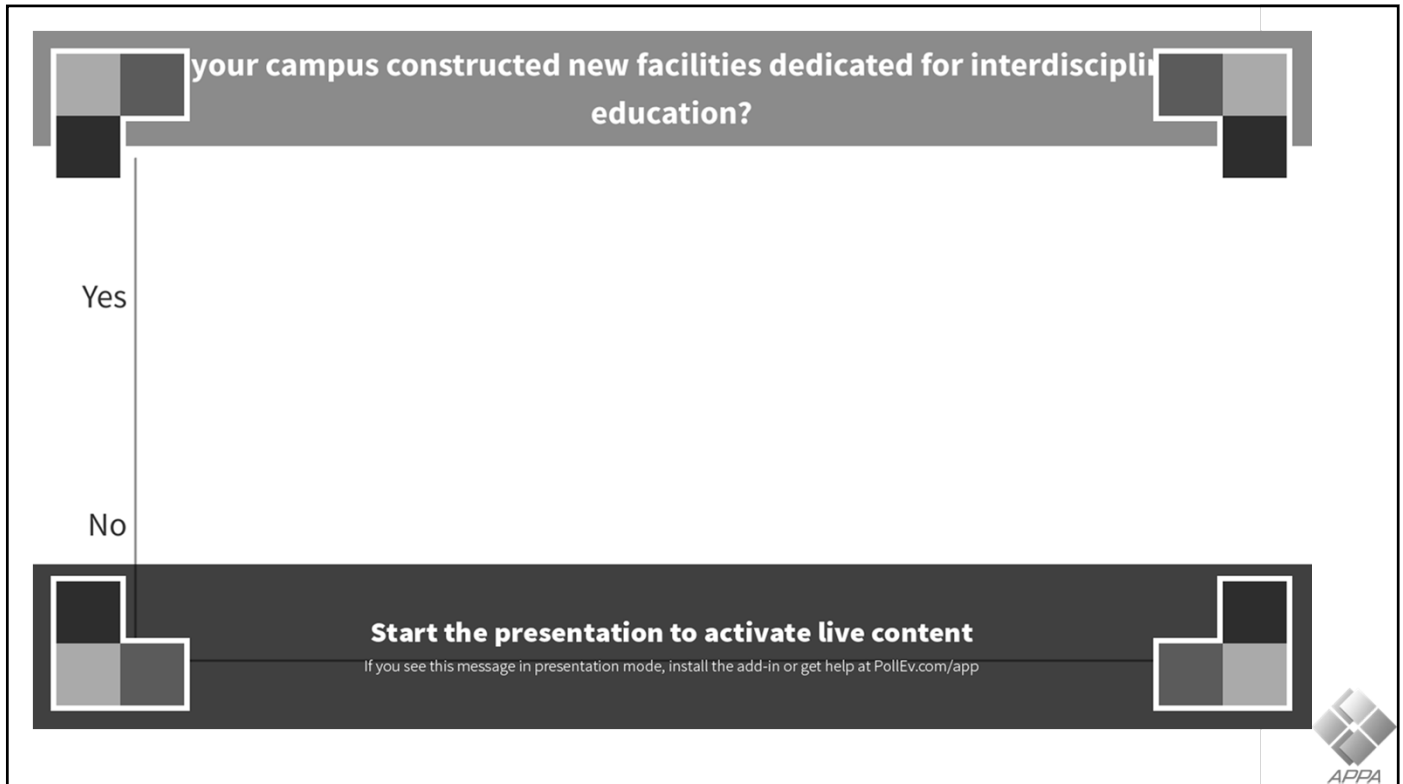 your campus constructed new facilities dedicated for
education?
Yes
No
Start the presentation to activate live content
If you see this message in presentation mode, install the add-in or get help at PollEv.com/app
APPA